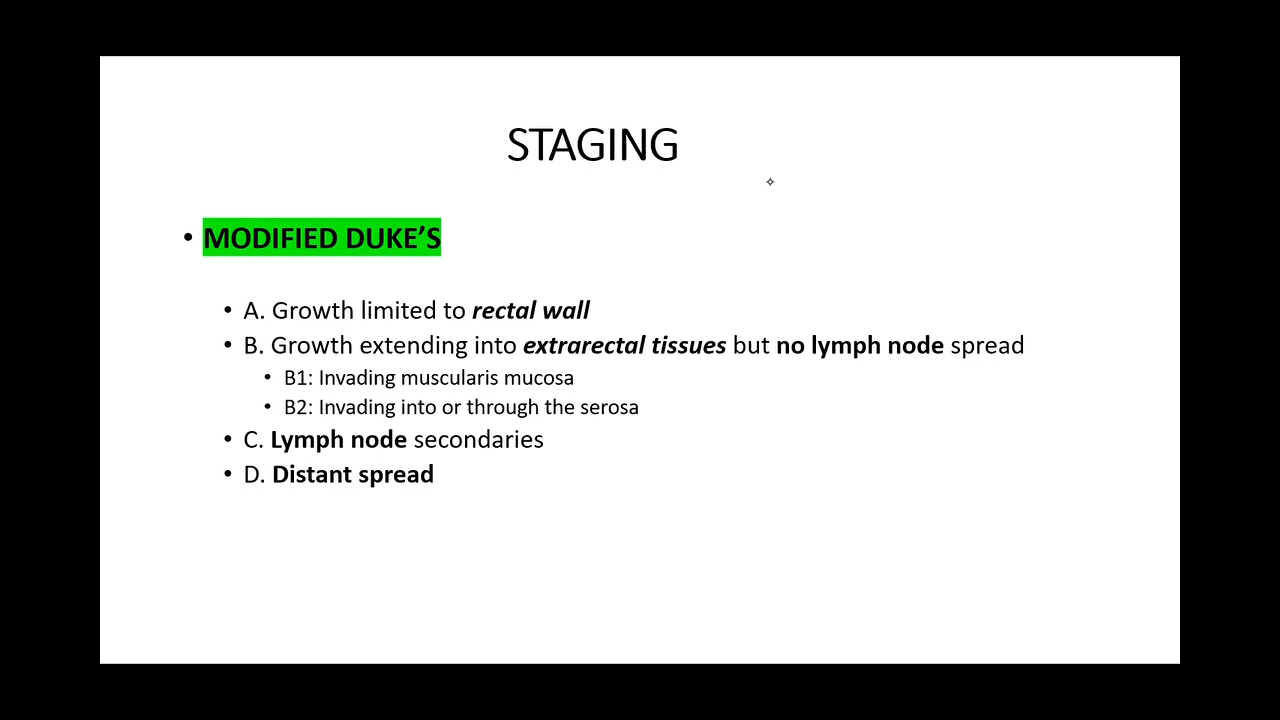 STAGING
• MODIFIED DUKE’S
• A. Growth limited to rectal wall
• B. Growth extending into extrarectal tissues but no lymph node spread
• B1: Invading muscularis mucosa
• B2: Invading into or through the serosa
• C. Lymph node secondaries
• D. Distant spread